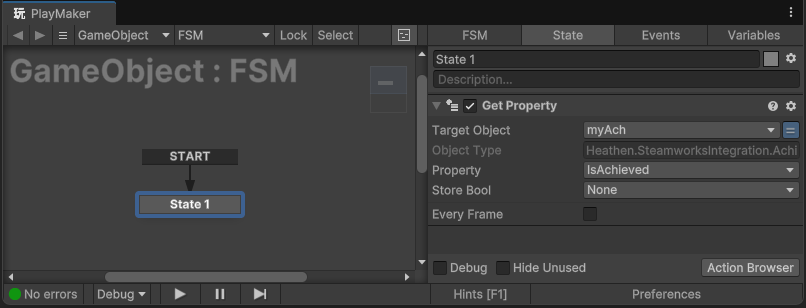 玩 PlayMaker
GameObject FSM Lock Select
FSM State Events Variables
GameObject : FSM
START
State 1
State 1
Description...
Get Property
Target Object myAch
Object Type Heathen.SteamworksIntegration.Achi
Property IsAchieved
Store Bool None
Every Frame
Debug Hide Unused Action Browser
No errors Debug Hints [F1] Preferences